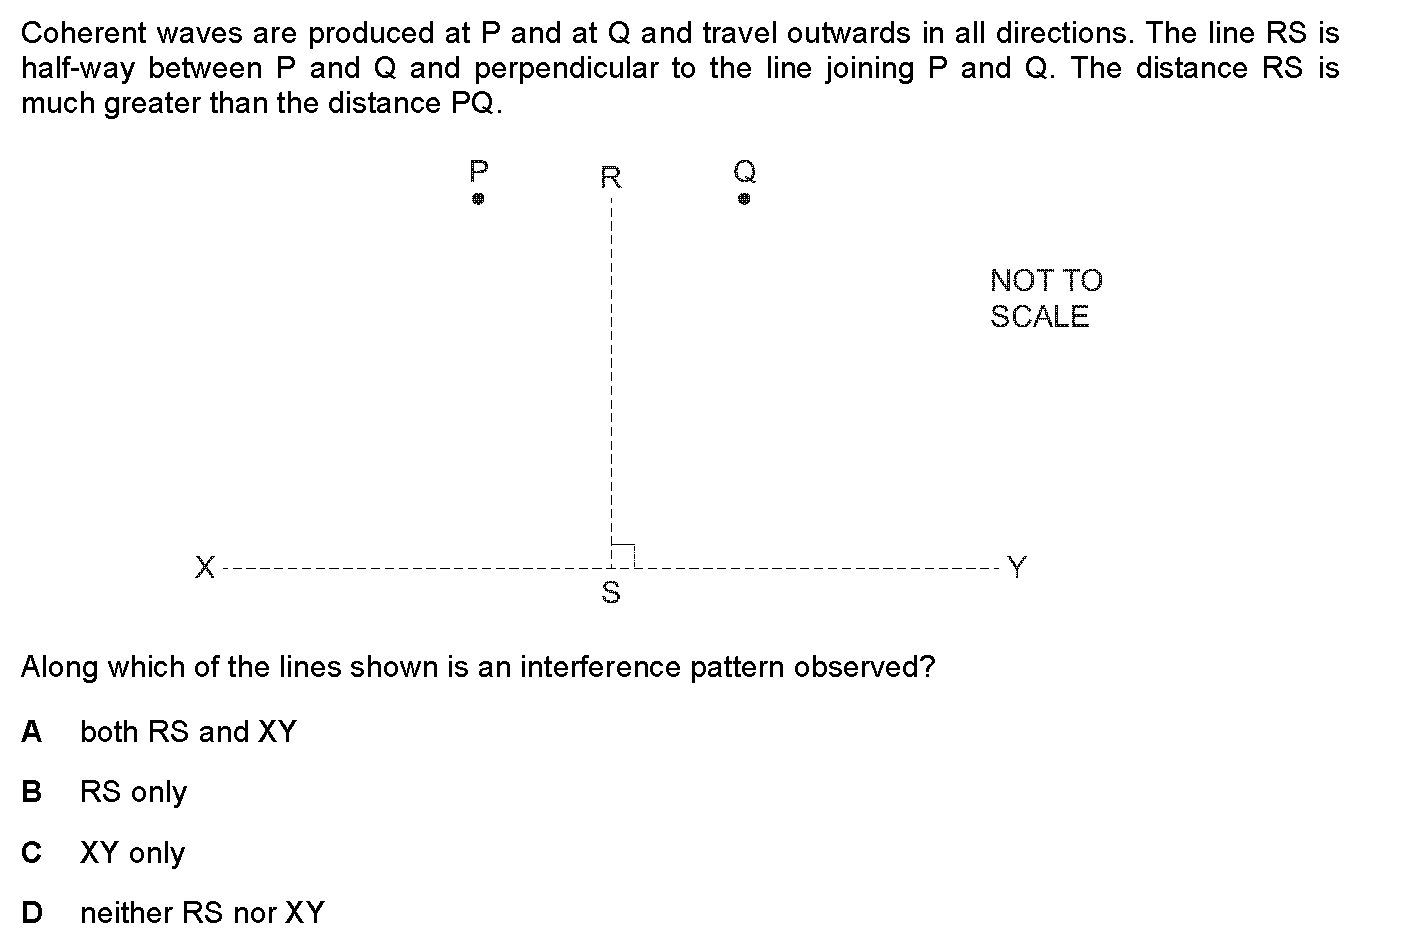 Coherent waves are produced at P and at Q and travel outwards in all directions. The line RS is
half-way between P and Q and perpendicular to the line joining P and Q. The distance RS is
much greater than the distance PQ.
P
R
Q
NOT TO
SCALE
X
Y
S
Along which of the lines shown is an interference pattern observed?
A both RS and XY
B RS only
C XY only
D neither RS nor XY